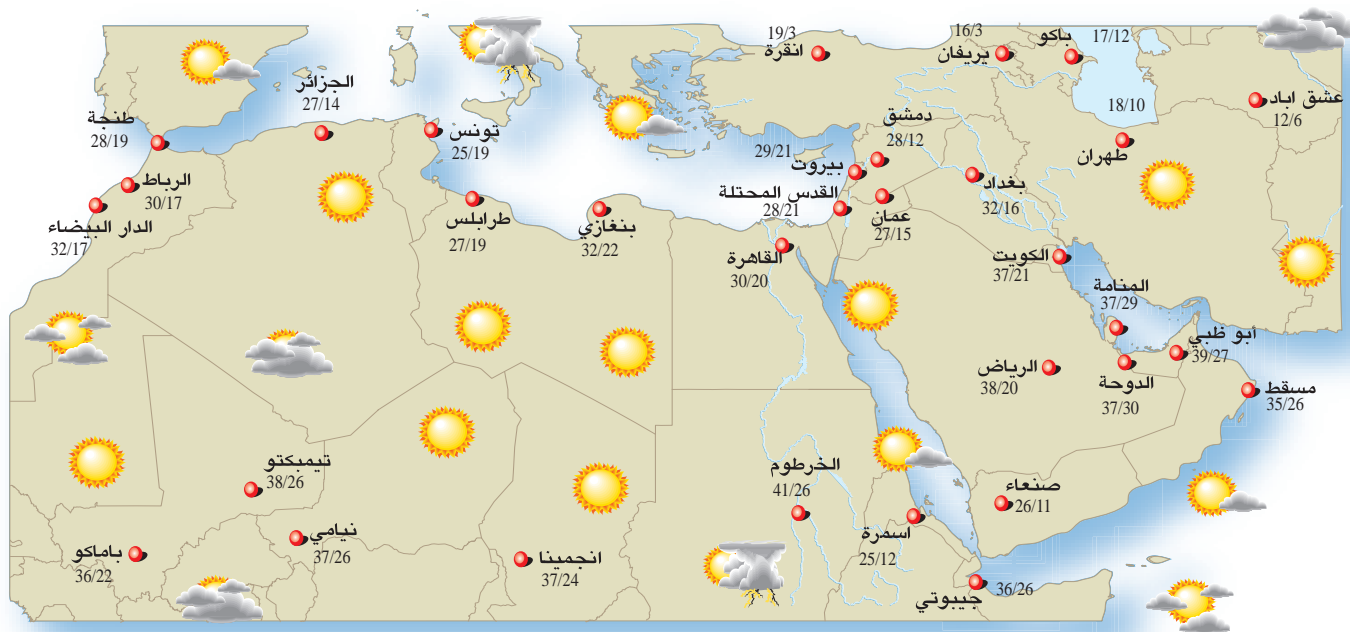 19/3
انقرة
16/3
يريفان
باكو
17/12
عشق اباد
12/6
18/10
طهران
دمشق
28/12
29/21
بيروت
بغداد
32/16
القدس المحتلة
28/21
عمان
27/15
القاهرة
30/20
الكويت
37/21
المنامة
37/29
أبو ظبي
39/27
الدوحة
37/30
الرياض
38/20
مسقط
35/26
صنعاء
26/11
الخرطوم
41/26
اسمرة
25/12
جيبوتي
36/26
بنغازي
32/22
طرابلس
27/19
تونس
25/19
الجزائر
27/14
طنجة
28/19
الرباط
30/17
الدار البيضاء
32/17
تيمبكتو
38/26
نيامي
37/26
باماكو
36/22
انجمينا
37/24